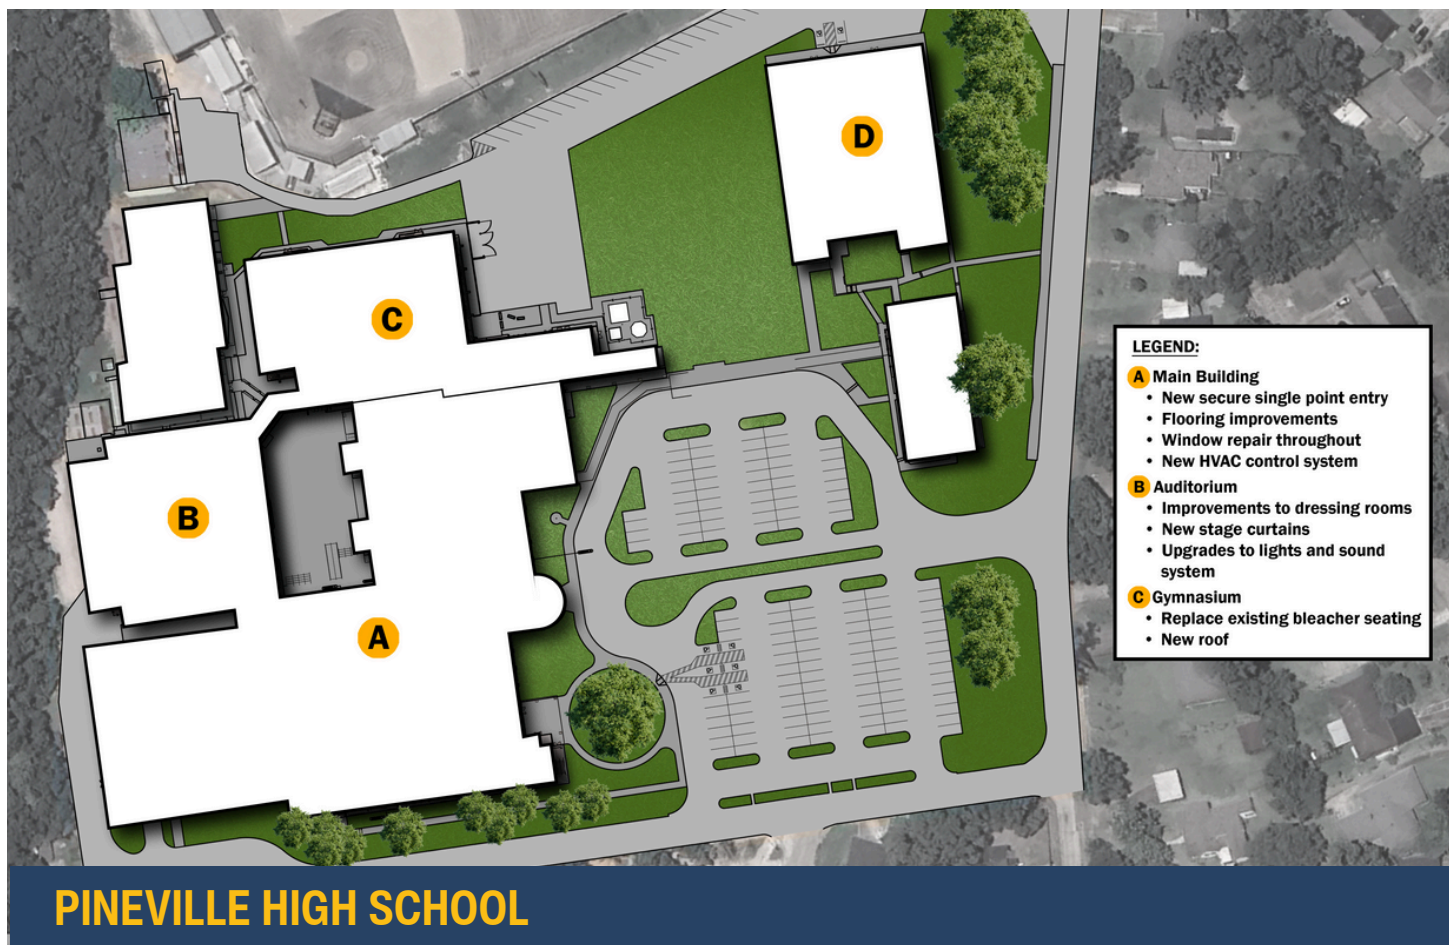 D
C
B
A
LEGEND:
A Main Building
• New secure single point entry
• Flooring improvements
• Window repair throughout
• New HVAC control system
B Auditorium
• Improvements to dressing rooms
• New stage curtains
• Upgrades to lights and sound
system
C Gymnasium
• Replace existing bleacher seating
• New roof
PINEVILLE HIGH SCHOOL